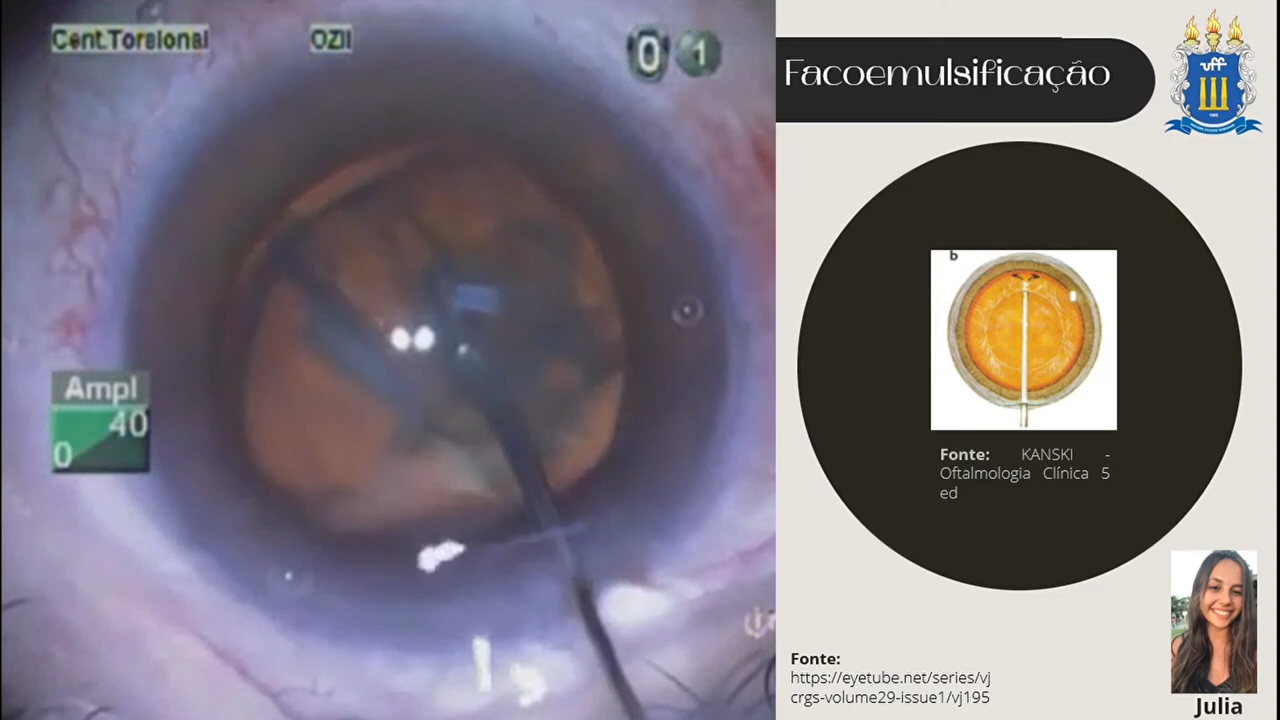 Cent.Torsional
OZil
0 1
Ampl
40
0
Facoemulsificação
uff
b
Fonte: KANSKI -
Oftalmologia Clínica 5
ed
Fonte:
https://eyetube.net/series/vj
crgs-volume29-issue1/vj195
Julia